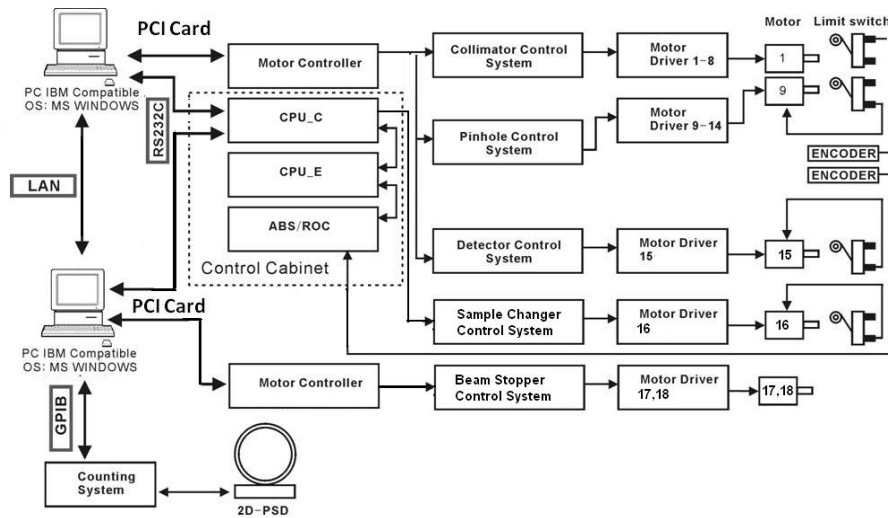 PCI Card
Motor Controller
Collimator Control
System
Motor
Driver 1-8
Motor
1
Limit switch
PC IBM Compatible
OS: MS WINDOWS
RS232C
CPU_C
CPU_E
ABS/ROC
Control Cabinet
Pinhole Control
System
Motor
Driver 9-14
9
ENCODER
ENCODER
LAN
Detector Control
System
Motor Driver
15
15
Sample Changer
Control System
Motor Driver
16
16
PCI Card
PC IBM Compatible
OS: MS WINDOWS
Motor Controller
Beam Stopper
Control System
Motor Driver
17,18
17,18
GPIB
Counting
System
2D-PSD